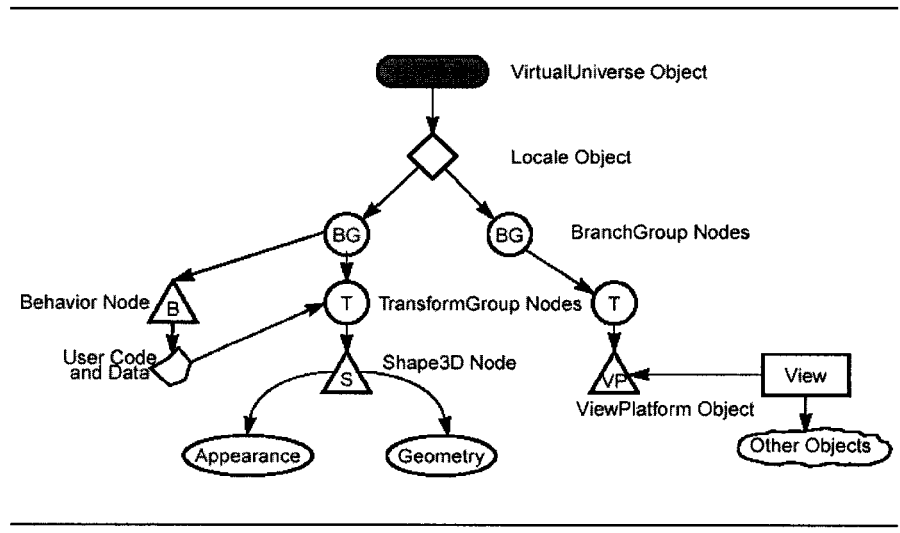 VirtualUniverse Object
Locale Object
BG
BG
BranchGroup Nodes
Behavior Node
B
T
TransformGroup Nodes
T
User Code
and Data
S
Shape3D Node
VP
View
ViewPlatform Object
Appearance
Geometry
Other Objects